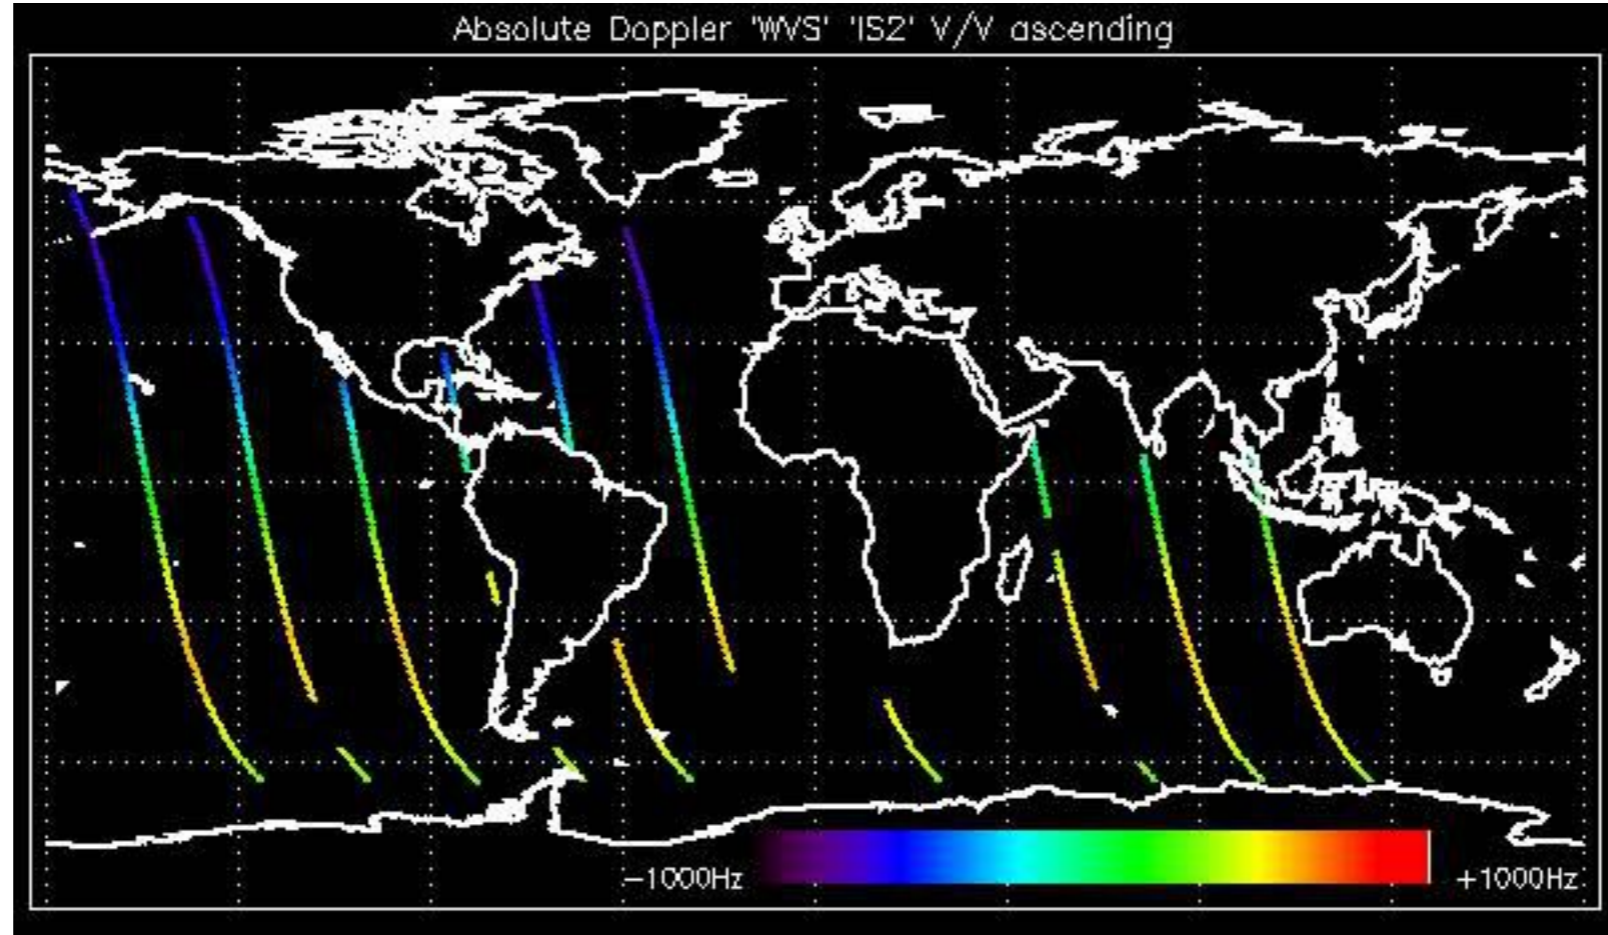 Absolute Doppler 'WVS' 'IS2' V/V ascending
-1000Hz +1000Hz